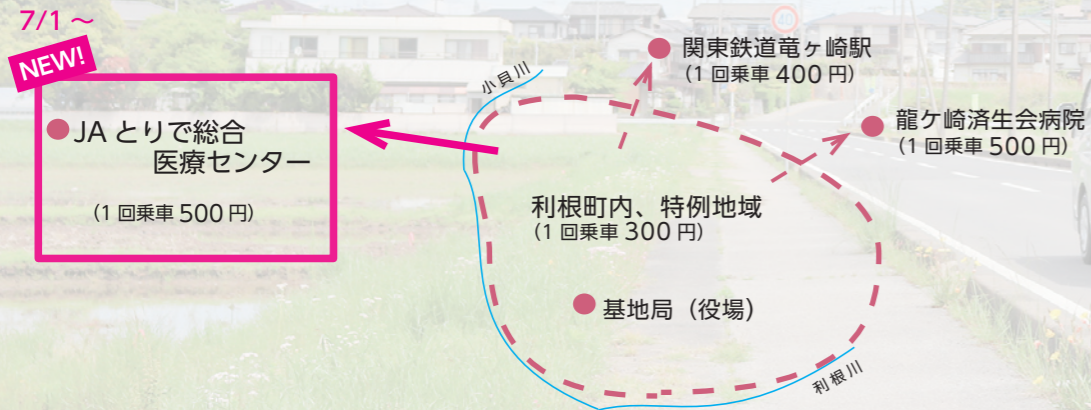 7/1 ～
NEW!
JA とりで総合
医療センター
（1 回乗車 500 円）
小貝川
関東鉄道竜ヶ崎駅
（1 回乗車 400 円）
40
龍ケ崎済生会病院
（1 回乗車 500 円）
利根町内、特例地域
（1 回乗車 300 円）
基地局（役場）
利根川